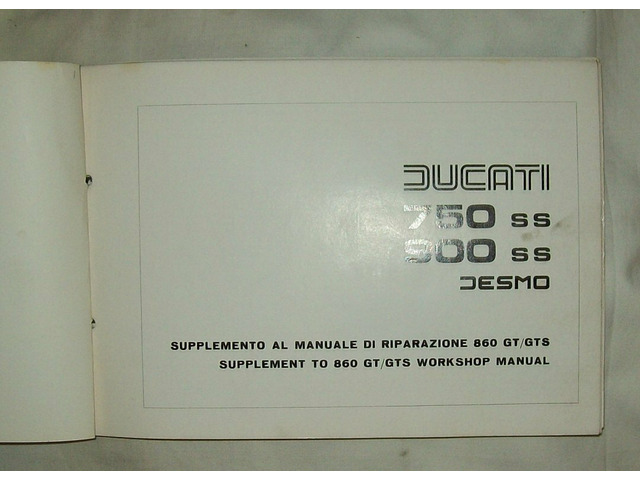 DUCATI
750 SS
900 SS
DESMO
SUPPLEMENTO AL MANUALE DI RIPARAZIONE 860 GT/GTS
SUPPLEMENT TO 860 GT/GTS WORKSHOP MANUAL